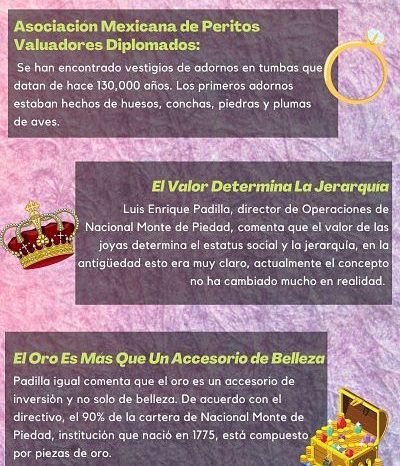 Asociación Mexicana de Peritos
Valuadores Diplomados:
Se han encontrado vestigios de adornos en tumbas que
datan de hace 130,000 años. Los primeros adornos
estaban hechos de huesos, conchas, piedras y plumas
de aves.
El Valor Determina La Jerarquía
Luis Enrique Padilla, director de Operaciones de
Nacional Monte de Piedad, comenta que el valor de las
joyas determina el estatus social y la jerarquía, en la
antigüedad esto era muy claro, actualmente el concepto
no ha cambiado mucho en realidad.
El Oro Es Más Que Un Accesorio de Belleza
Padilla igual comenta que el oro es un accesorio de
inversión y no solo de belleza. De acuerdo con el
directivo, el 90% de la cartera de Nacional Monte de
Piedad, institución que nació en 1775, está compuesto
por piezas de oro.